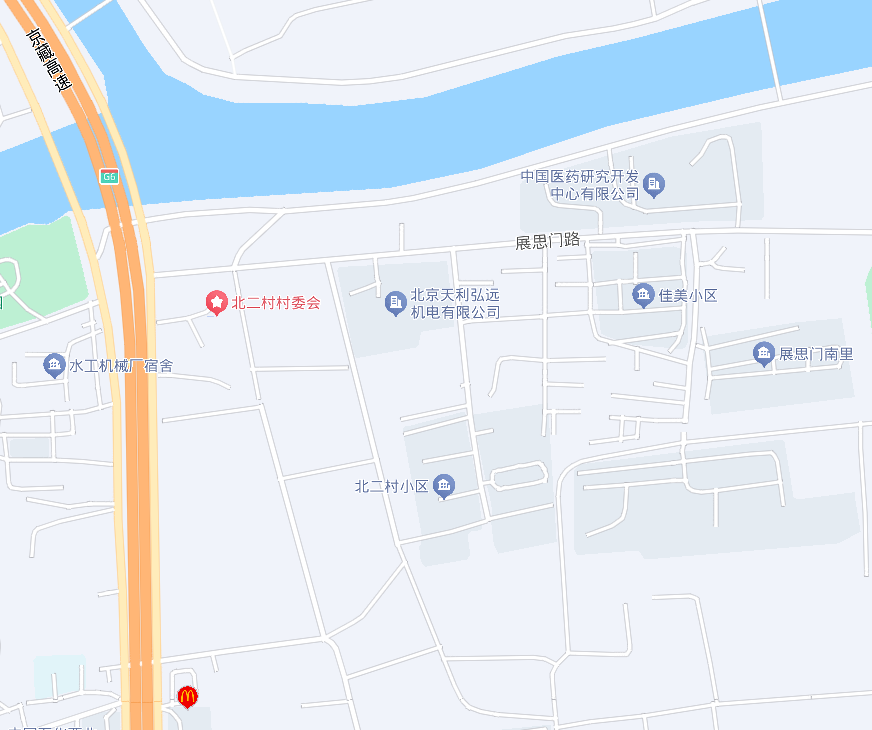 京藏高速
G6
中国医药研究开发
中心有限公司
展思门路
北二村村委会
北京天利弘远
机电有限公司
佳美小区
水工机械厂宿舍
展思门南里
北二村小区